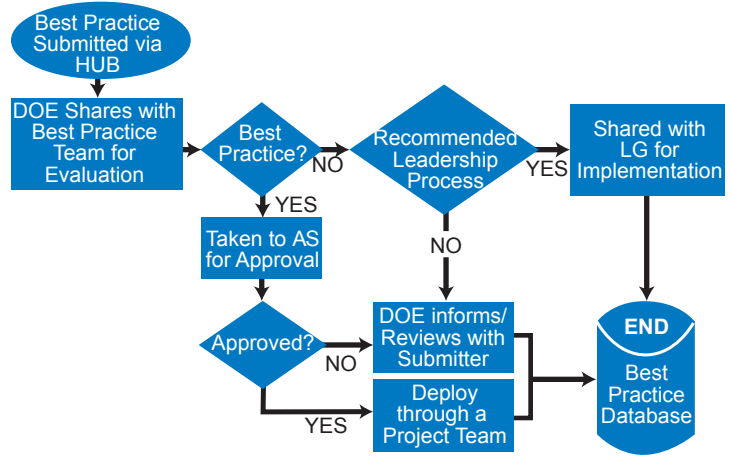 Best Practice
Submitted via
HUB
DOE Shares with
Best Practice
Team for
Evaluation
Best
Practice?
NO
Recommended
Leadership
Process
YES
Shared with
LG for
Implementation
YES
Taken to AS
for Approval
NO
Approved?
NO
DOE informs/
Reviews with
Submitter
YES
Deploy
through a
Project Team
END
Best
Practice
Database